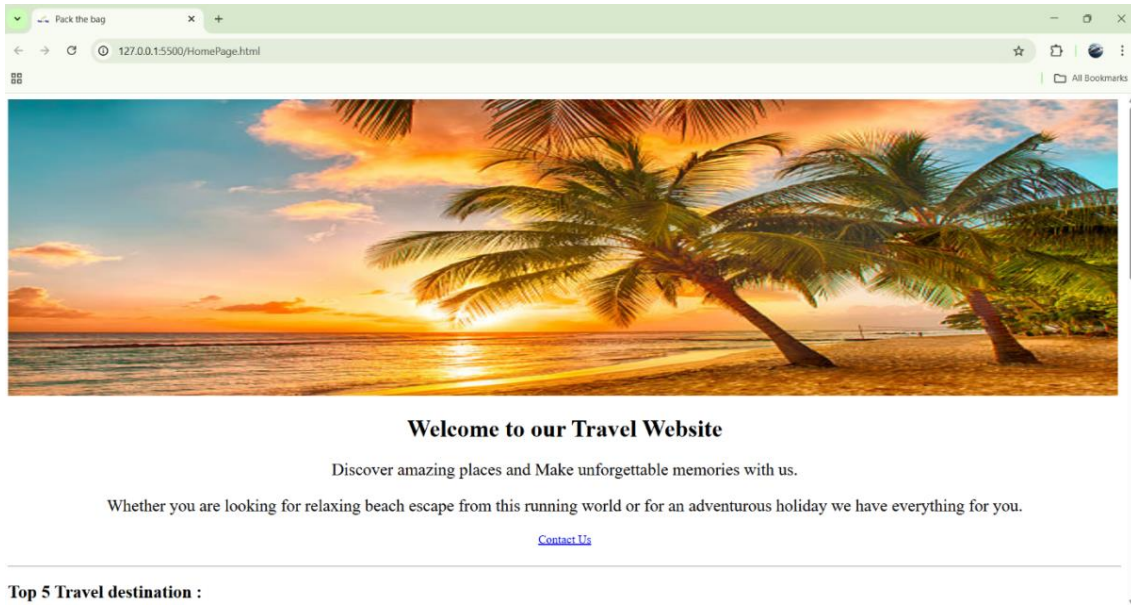 Pack the bag
127.0.0.1:5500/HomePage.html
All Bookmarks
Welcome to our Travel Website
Discover amazing places and Make unforgettable memories with us.
Whether you are looking for relaxing beach escape from this running world or for an adventurous holiday we have everything for you.
Contact Us
Top 5 Travel destination :